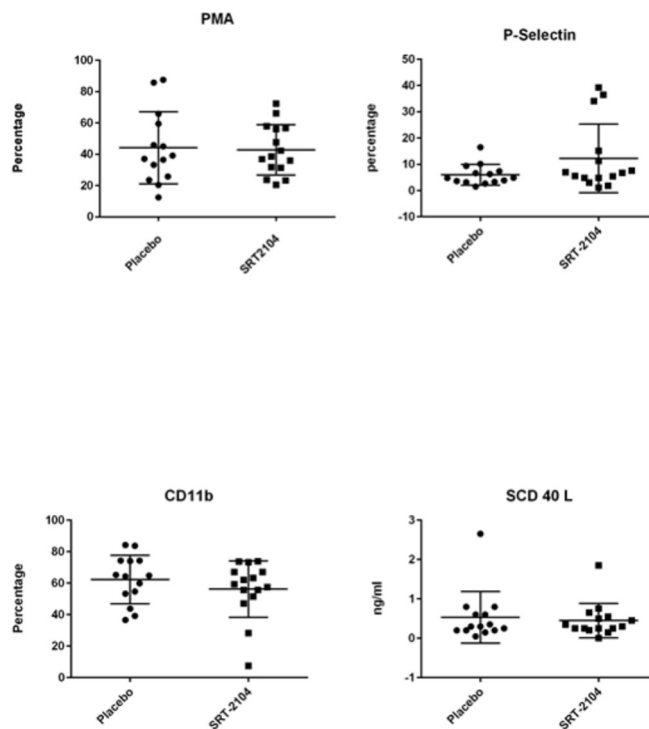 PMA
Percentage
100
80
60
40
20
0
Placebo
SRT2104
P-Selectin
percentage
50
40
30
20
10
0
-10
Placebo
SRT-2104
CD11b
Percentage
100
80
60
40
20
0
Placebo
SRT-2104
SCD 40 L
ng/ml
3
2
1
0
-1
Placebo
SRT-2104